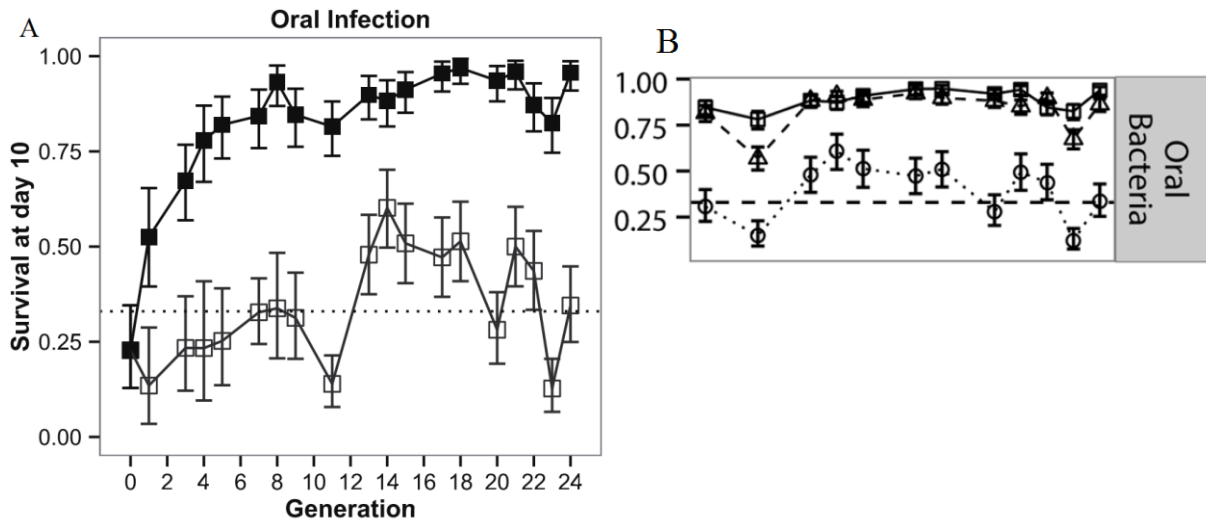 A
Oral Infection
Survival at day 10
1.00
0.75
0.50
0.25
0.00
0 2 4 6 8 10 12 14 16 18 20 22 24
Generation
B
1.00
0.75
0.50
0.25
Oral
Bacteria